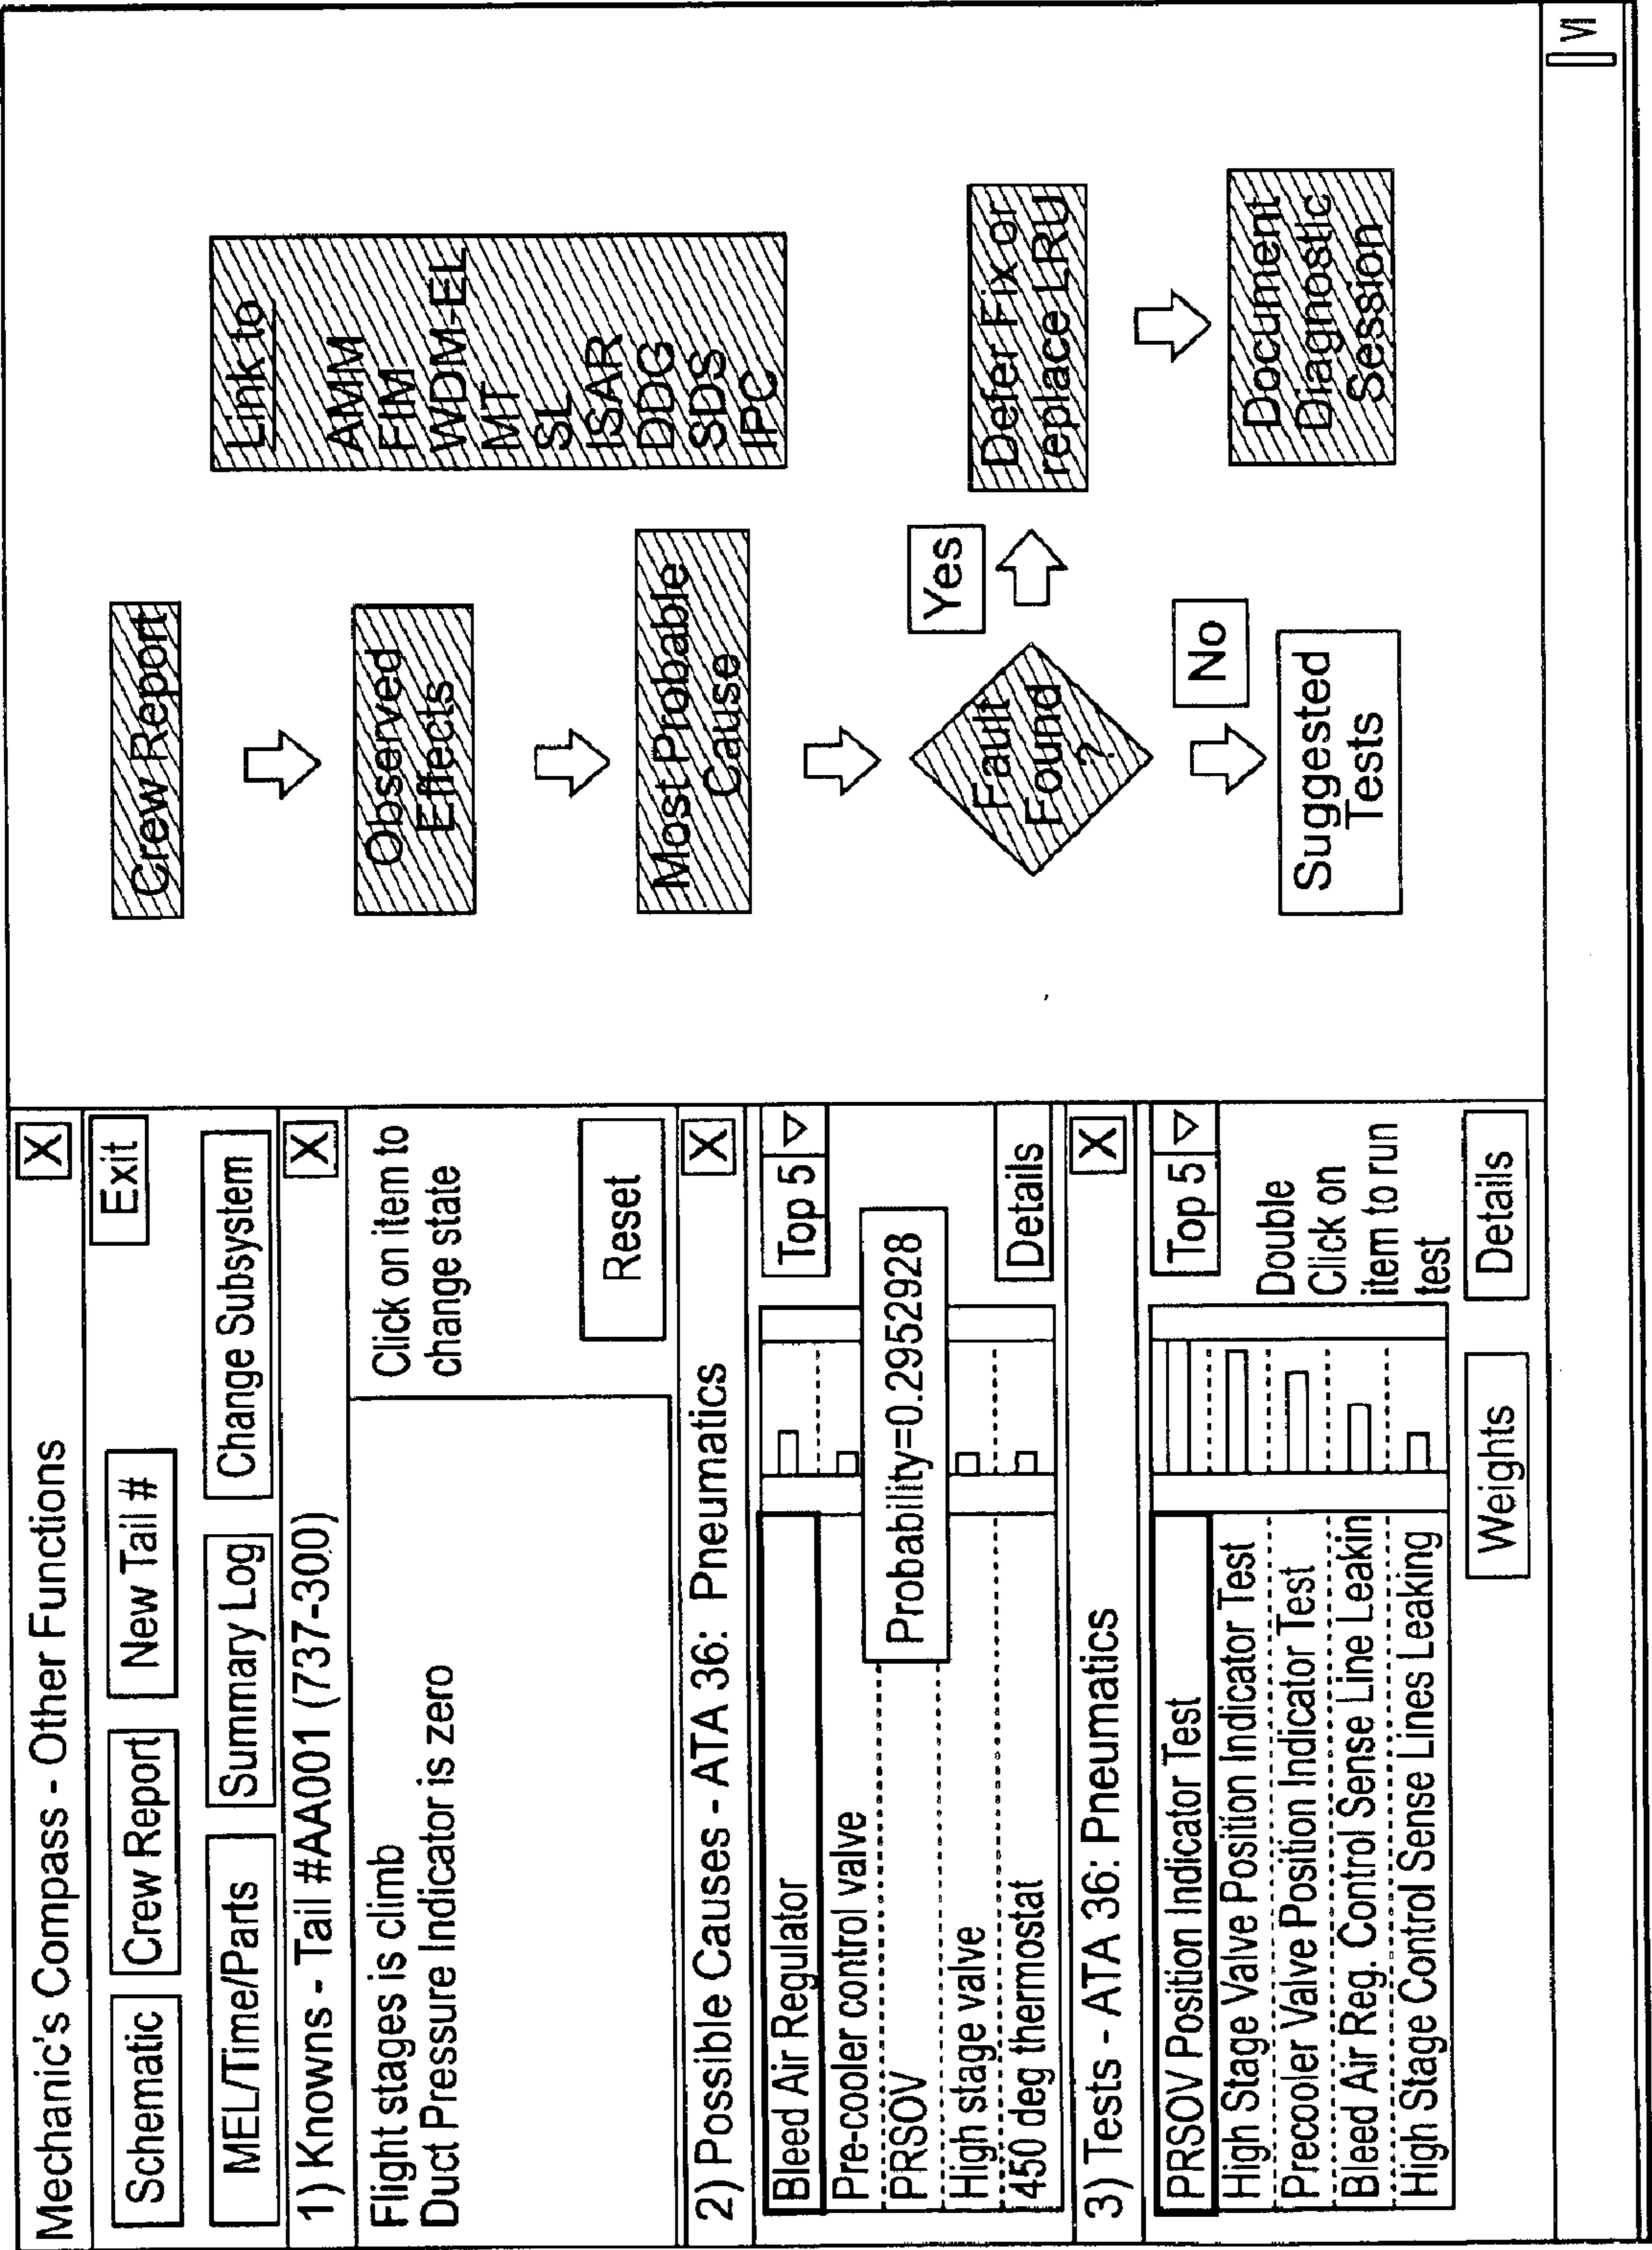 Mechanic's Compass - Other Functions
X
Schematic
Crew Report
New Tail #
Exit
MEL/Time/Parts
Summary Log
Change Subsystem
1) Knowns - Tail #AA001 (737-300)
X
Flight stages is climb
Duct Pressure Indicator is zero
Click on item to
change state
Reset
2) Possible Causes - ATA 36: Pneumatics
X
Bleed Air Regulator
Pre-cooler control valve
PRSOV
High stage valve
450 deg thermostat
Top 5
Probability=0.2952928
Details
3) Tests - ATA 36: Pneumatics
X
PRSOV Position Indicator Test
High Stage Valve Position Indicator Test
Precooler Valve Position Indicator Test
Bleed Air Reg. Control Sense Line Leakin
High Stage Control Sense Lines Leaking
Top 5
Double
Click on
item to run
test
Weights
Details
Crew Report
Observed
Effects
Most Probable
Cause
Fault
Found
?
Yes
No
Suggested
Tests
Link to
AMM
FIM
WDM-EL
MT
SL
ISAR
DDG
SDS
IPC
Defer Fix or
replace LRU
Document
Diagnostic
Session
VI